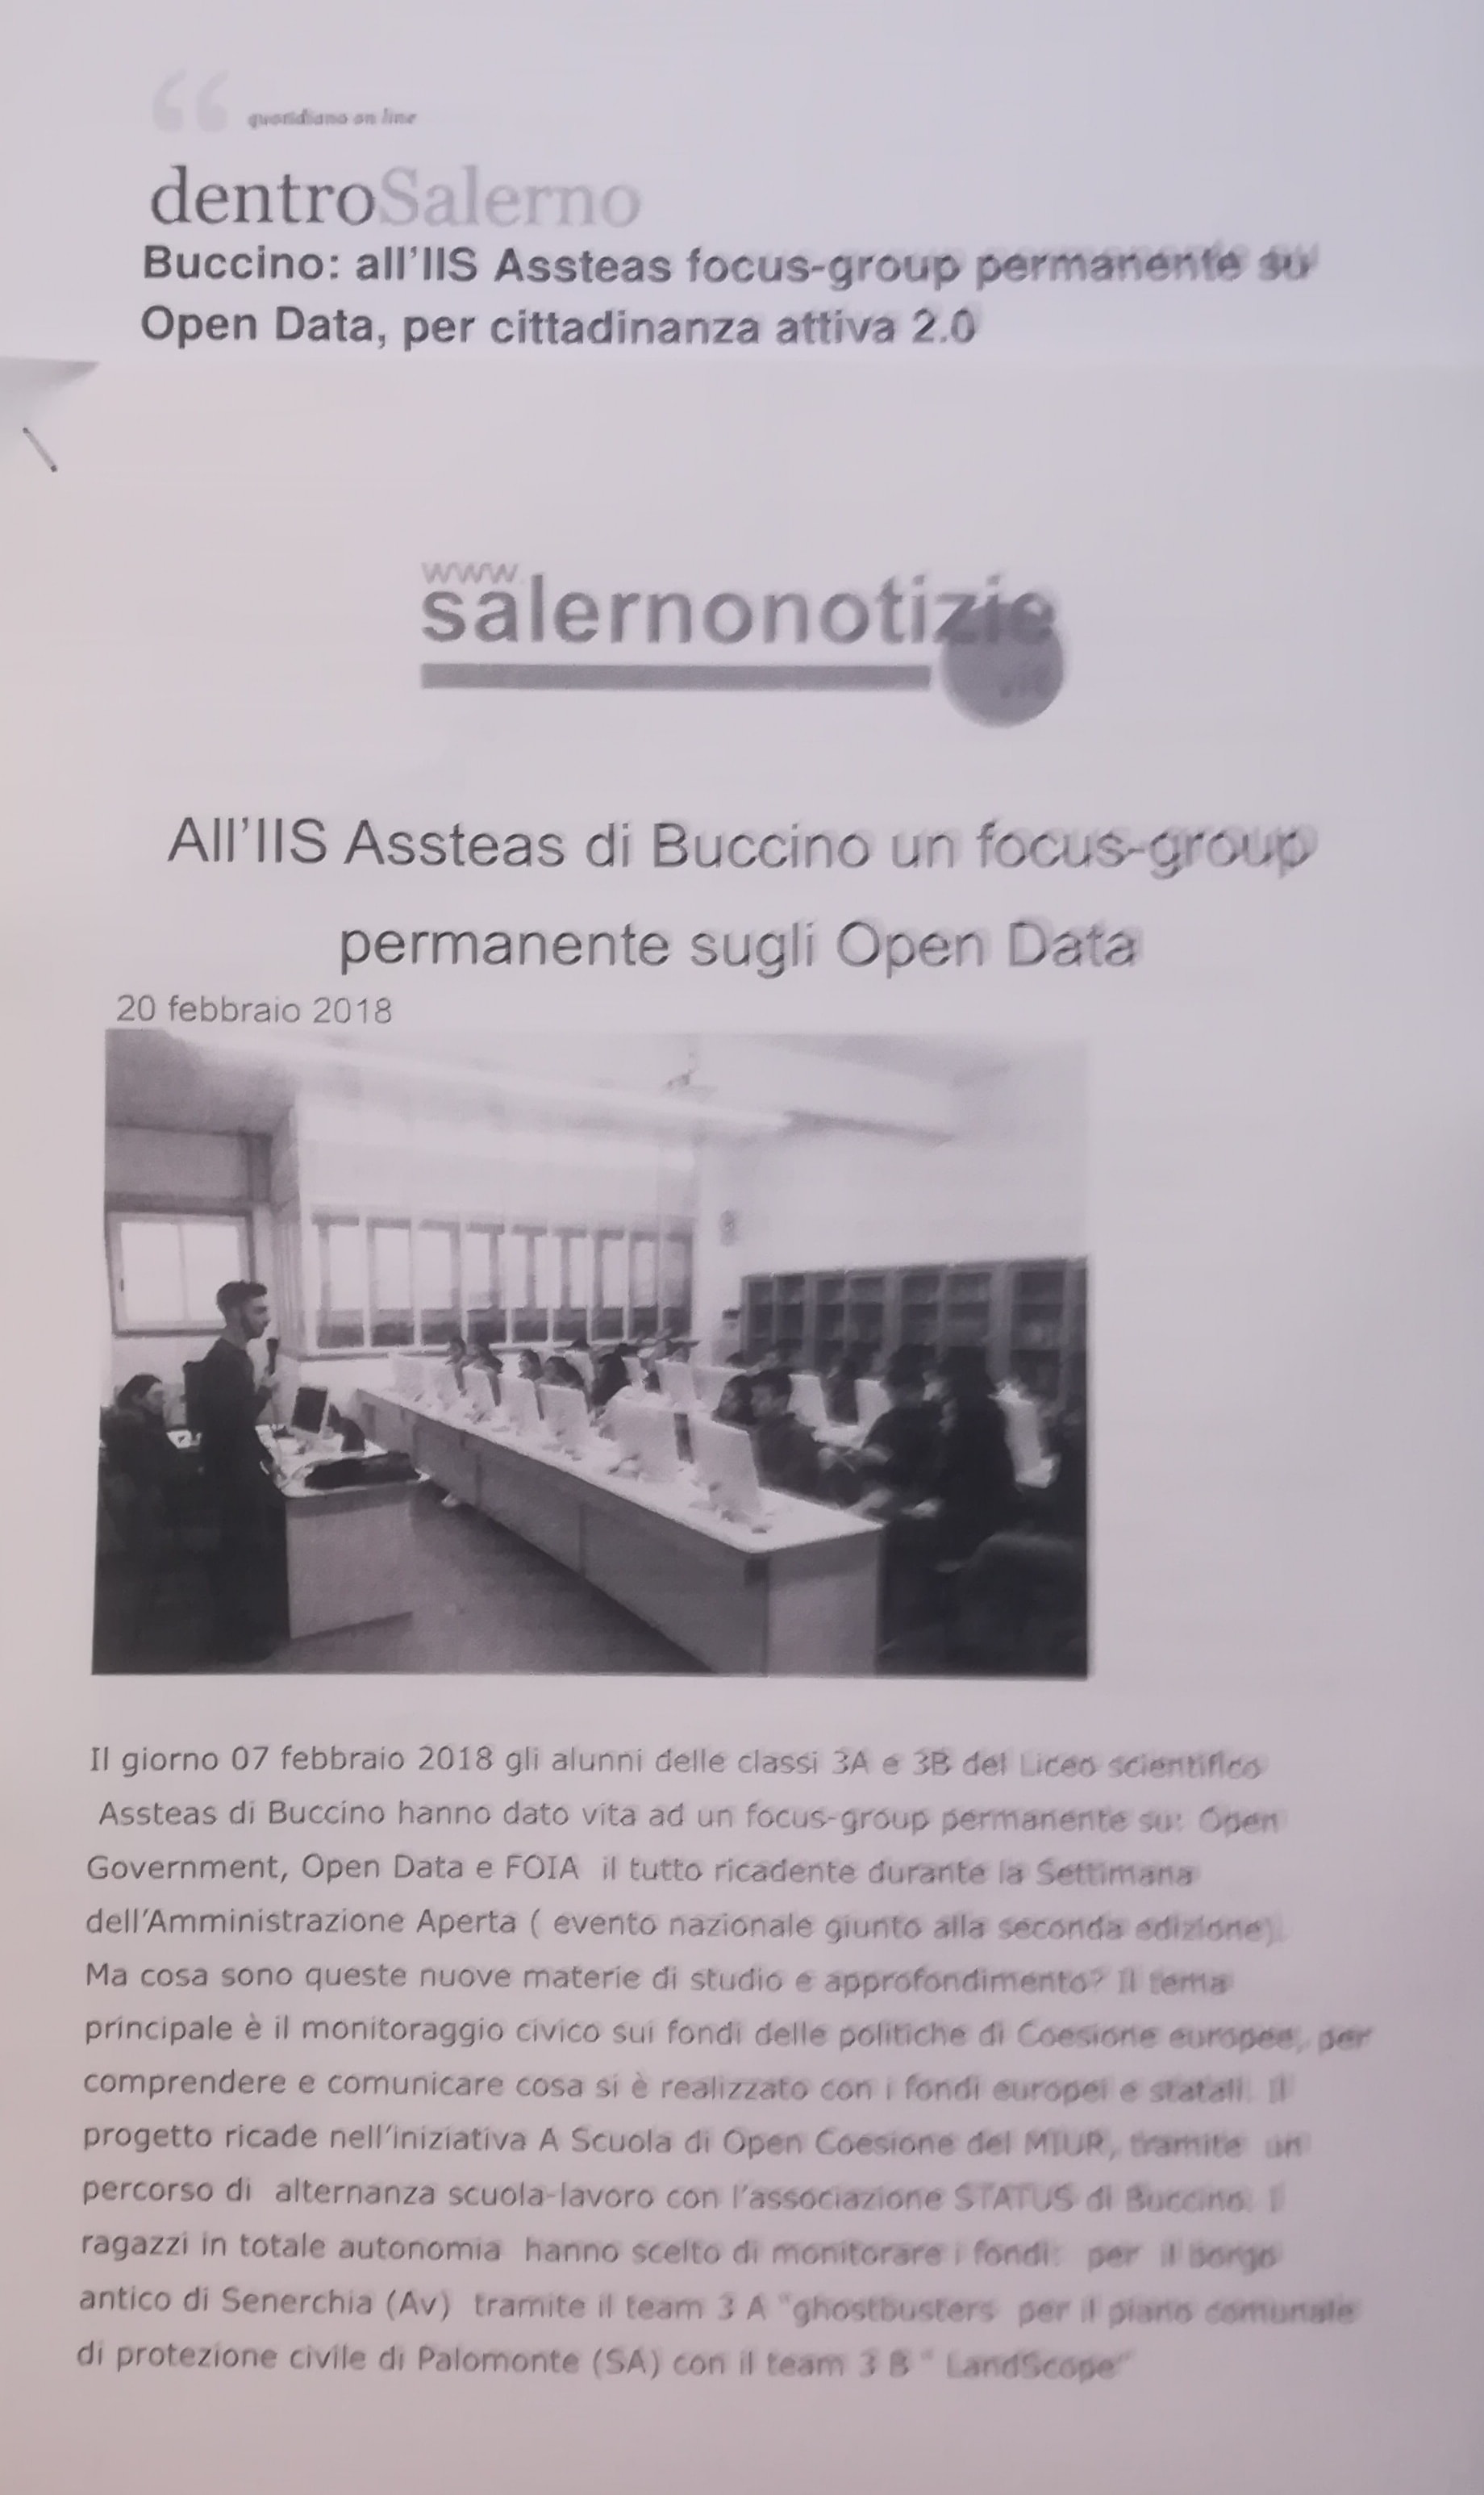 quotidiano on line
dentroSalerno
Buccino: all'IIS Assteas focus-group permanente su
Open Data, per cittadinanza attiva 2.0
www.
salernonotizie
All'IIS Assteas di Buccino un focus-group
permanente sugli Open Data
20 febbraio 2018
Il giorno 07 febbraio 2018 gli alunni delle classi 3A e 3B del Liceo scientifico
Assteas di Buccino hanno dato vita ad un focus-group permanente su: Open
Government, Open Data e FOIA il tutto ricadente durante la Settimana
dell'Amministrazione Aperta ( evento nazionale giunto alla seconda edizione).
Ma cosa sono queste nuove materie di studio e approfondimento? Il tema
principale è il monitoraggio civico sui fondi delle politiche di Coesione europee, per
comprendere e comunicare cosa si è realizzato con i fondi europei e statali. Il
progetto ricade nell'iniziativa A Scuola di Open Coesione del MIUR, tramite un
percorso di alternanza scuola-lavoro con l'associazione STATUS di Buccino. I
ragazzi in totale autonomia hanno scelto di monitorare i fondi: per il borgo
antico di Senerchia (Av) tramite il team 3 A "ghostbusters per il piano comunale
di protezione civile di Palomonte (SA) con il team 3 B " LandScope"